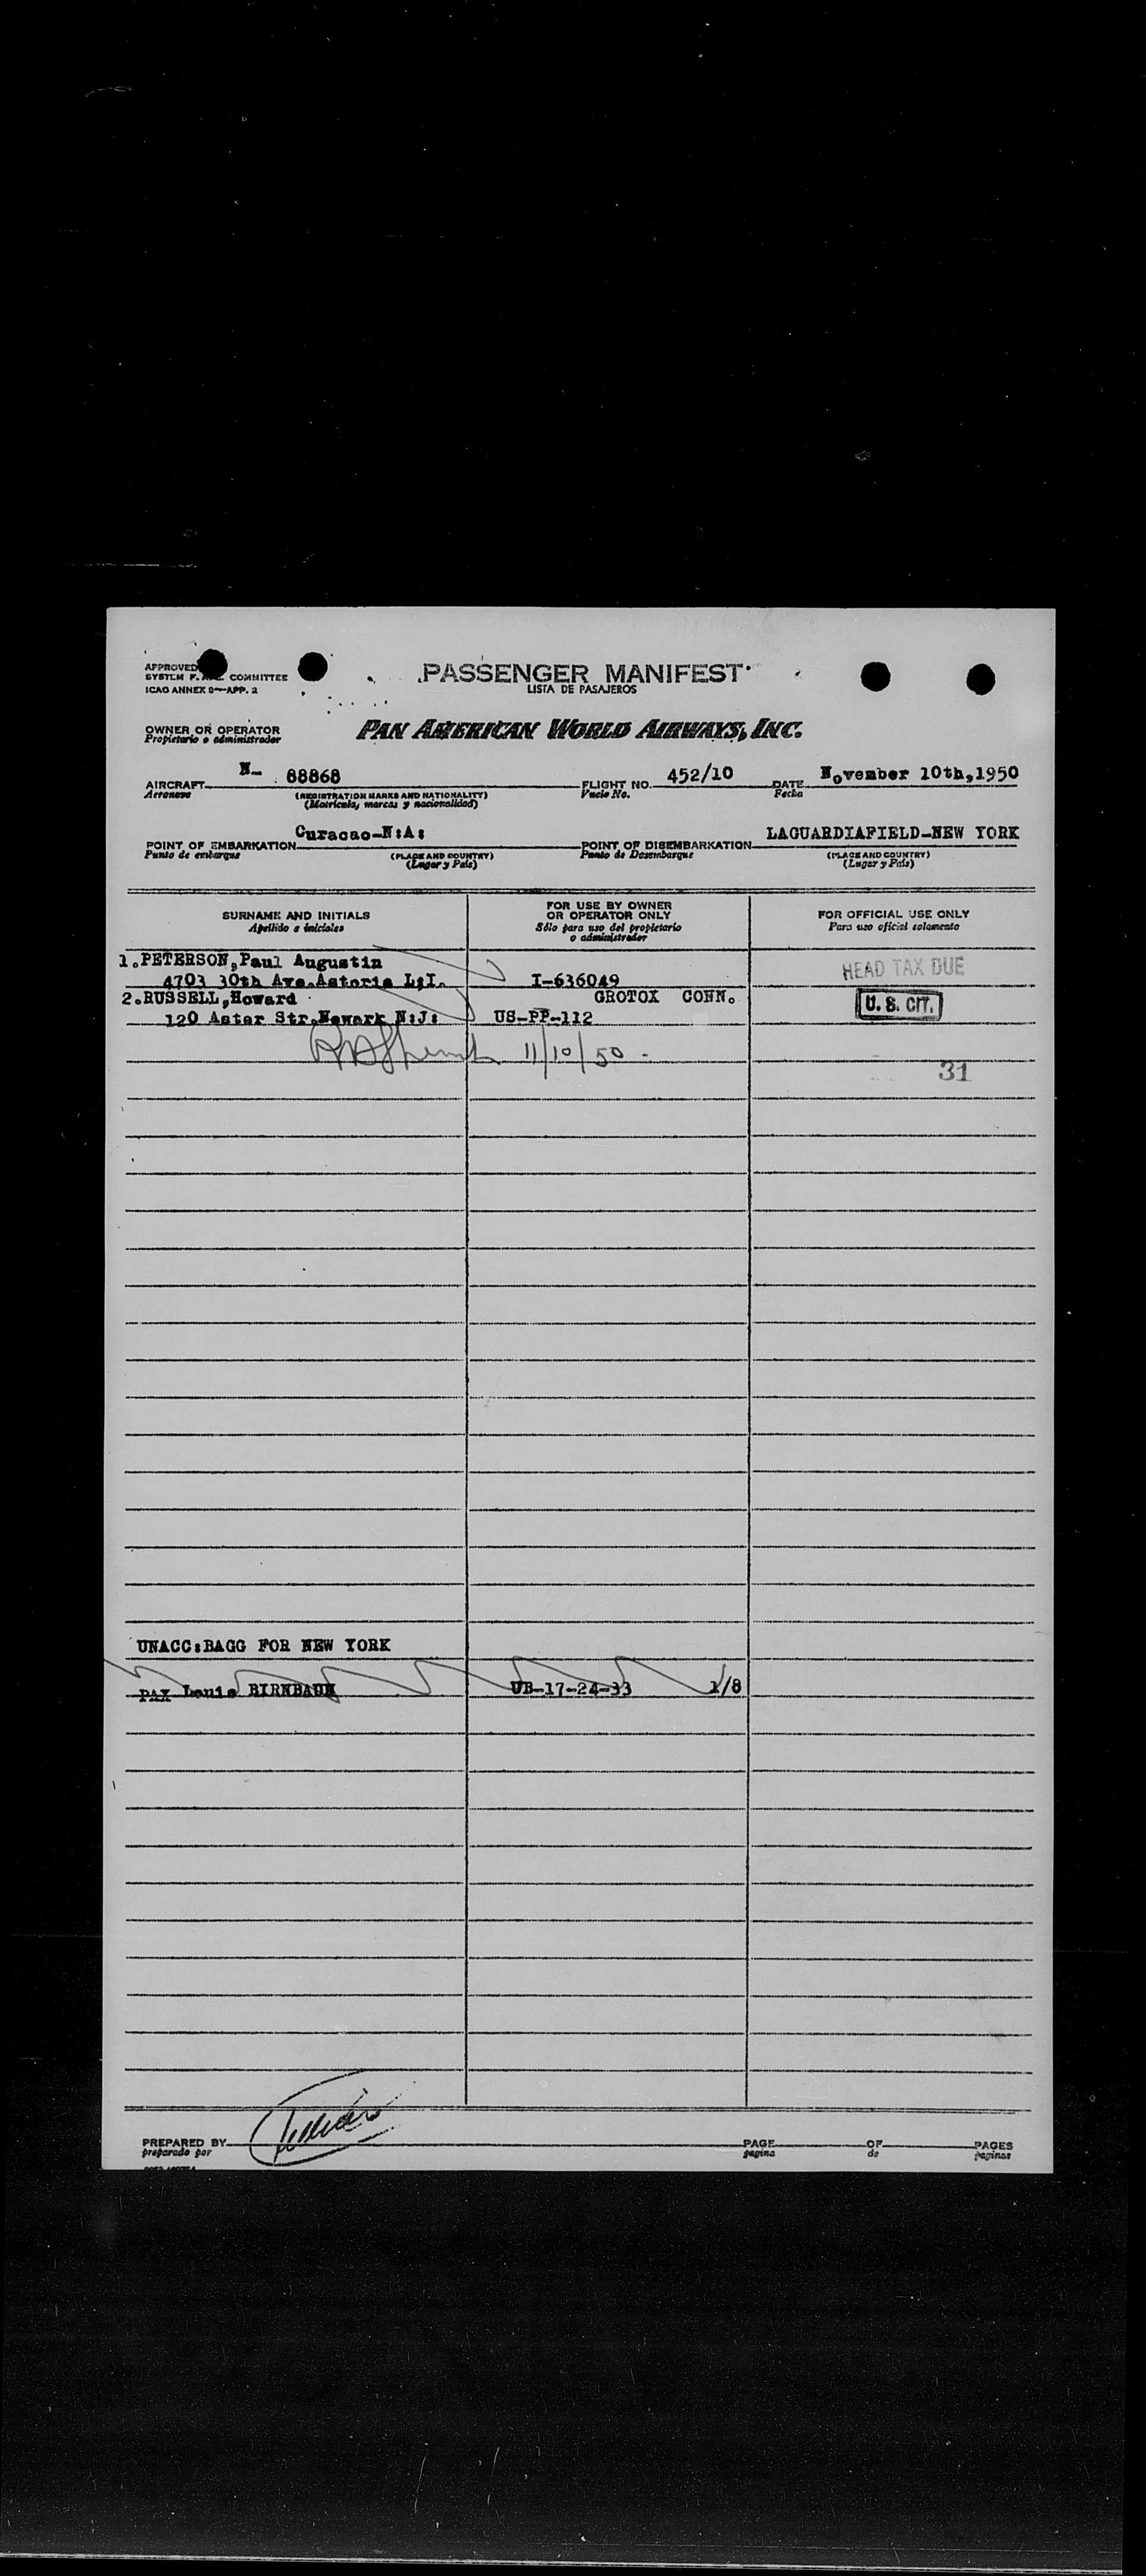 APPROVED
SYSTEM F. COMMITTEE
ICAO ANNEX 9—APP. 2
PASSENGER MANIFEST
LISTA DE PASAJEROS
OWNER OR OPERATOR
Propietario o administrador
PAN AMERICAN WORLD AIRWAYS, INC.
AIRCRAFT N- 88868 FLIGHT NO. 452/10 DATE November 10th,1950
Aeronave (REGISTRATION MARKS AND NATIONALITY) Vuelo No. Fecha
(Matrícula, marcas y nacionalidad)
POINT OF EMBARKATION Curacao-N:A: POINT OF DISEMBARKATION LAGUARDIAFIELD-NEW YORK
Punto de embarque (PLACE AND COUNTRY) Punto de Desembarque (PLACE AND COUNTRY)
(Lugar y País) (Lugar y País)
SURNAME AND INITIALS
Apellido e iniciales
FOR USE BY OWNER
OR OPERATOR ONLY
Sólo para uso del propietario
o administrador
FOR OFFICIAL USE ONLY
Para uso oficial solamente
1.PETERSON,Paul Augustin
4703 30th Ave.Astoria L:I. I-636049 HEAD TAX DUE
2.RUSSELL,Howard GROTOX CONN.
120 Aster Str.Newark N:J: US-PP-112 U. S. CIT.
11/10/50 -
31
UNACC:BAGG FOR NEW YORK
PAX Louis BIRNBAUM UB-17-24-33 1/8
PREPARED BY PAGE OF PAGES
preparado por pagina de paginas